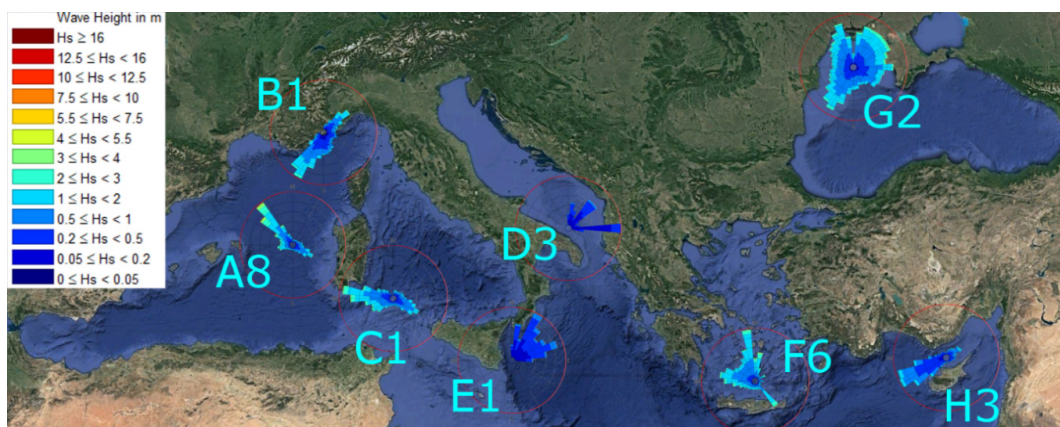 Wave Height in m
Hs ≥ 16
12.5 ≤ Hs < 16
10 ≤ Hs < 12.5
7.5 ≤ Hs < 10
5.5 ≤ Hs < 7.5
4 ≤ Hs < 5.5
3 ≤ Hs < 4
2 ≤ Hs < 3
1 ≤ Hs < 2
0.5 ≤ Hs < 1
0.2 ≤ Hs < 0.5
0.05 ≤ Hs < 0.2
0 ≤ Hs < 0.05
B1
G2
D3
A8
C1
E1
F6
H3